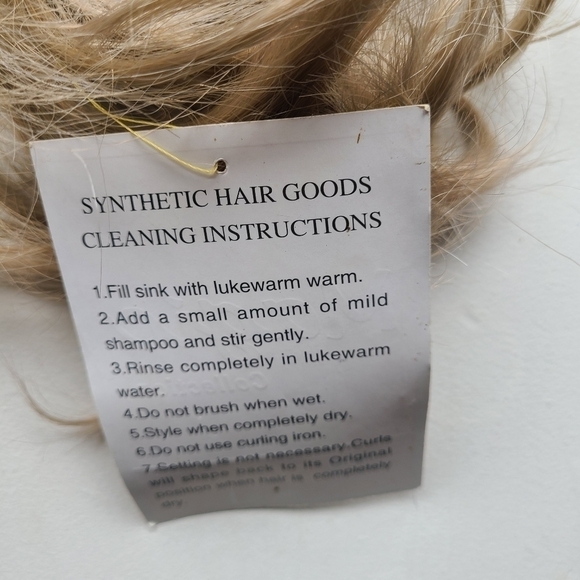 SYNTHETIC HAIR GOODS
CLEANING INSTRUCTIONS
1.Fill sink with lukewarm warm.
2.Add a small amount of mild
shampoo and stir gently.
3.Rinse completely in lukewarm
water.
4.Do not brush when wet.
5.Style when completely dry.
6.Do not use curling iron.
7.Setting is not necessary.Curls
will shape back to its Original
position when hair is completely
dry